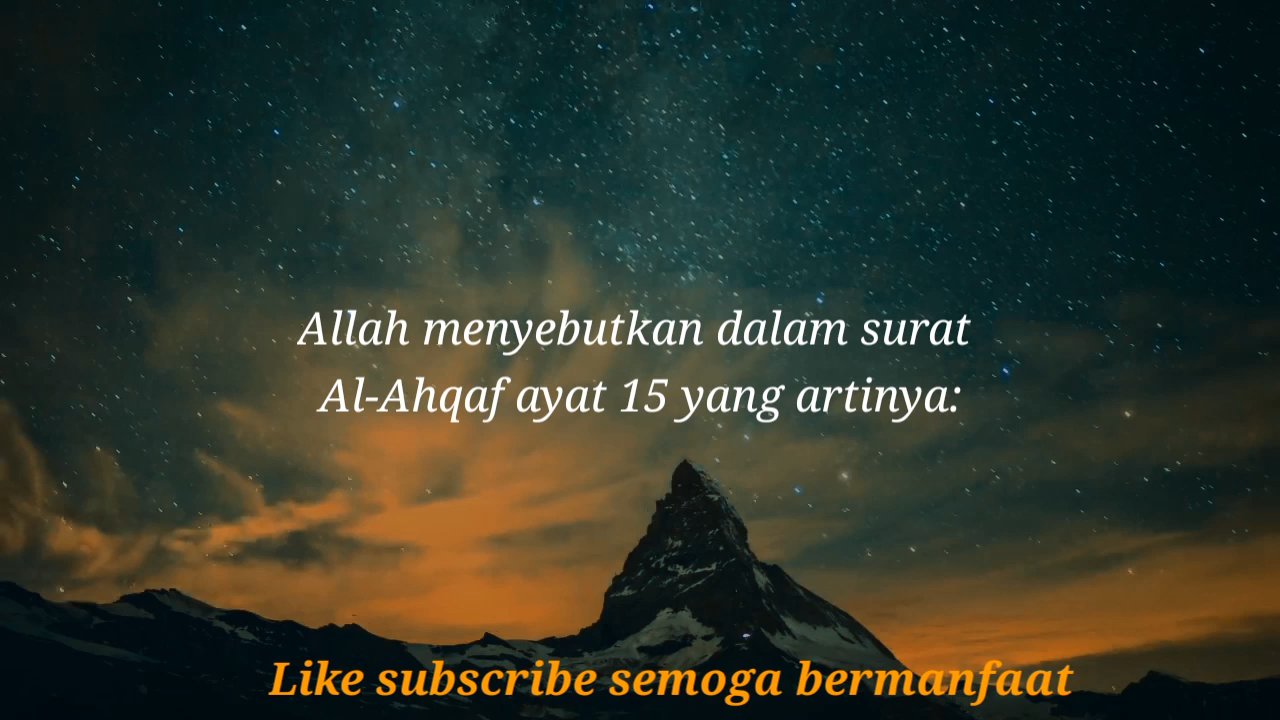 Allah menyebutkan dalam surat
Al-Ahqaf ayat 15 yang artinya:
Like subscribe semoga bermanfaat